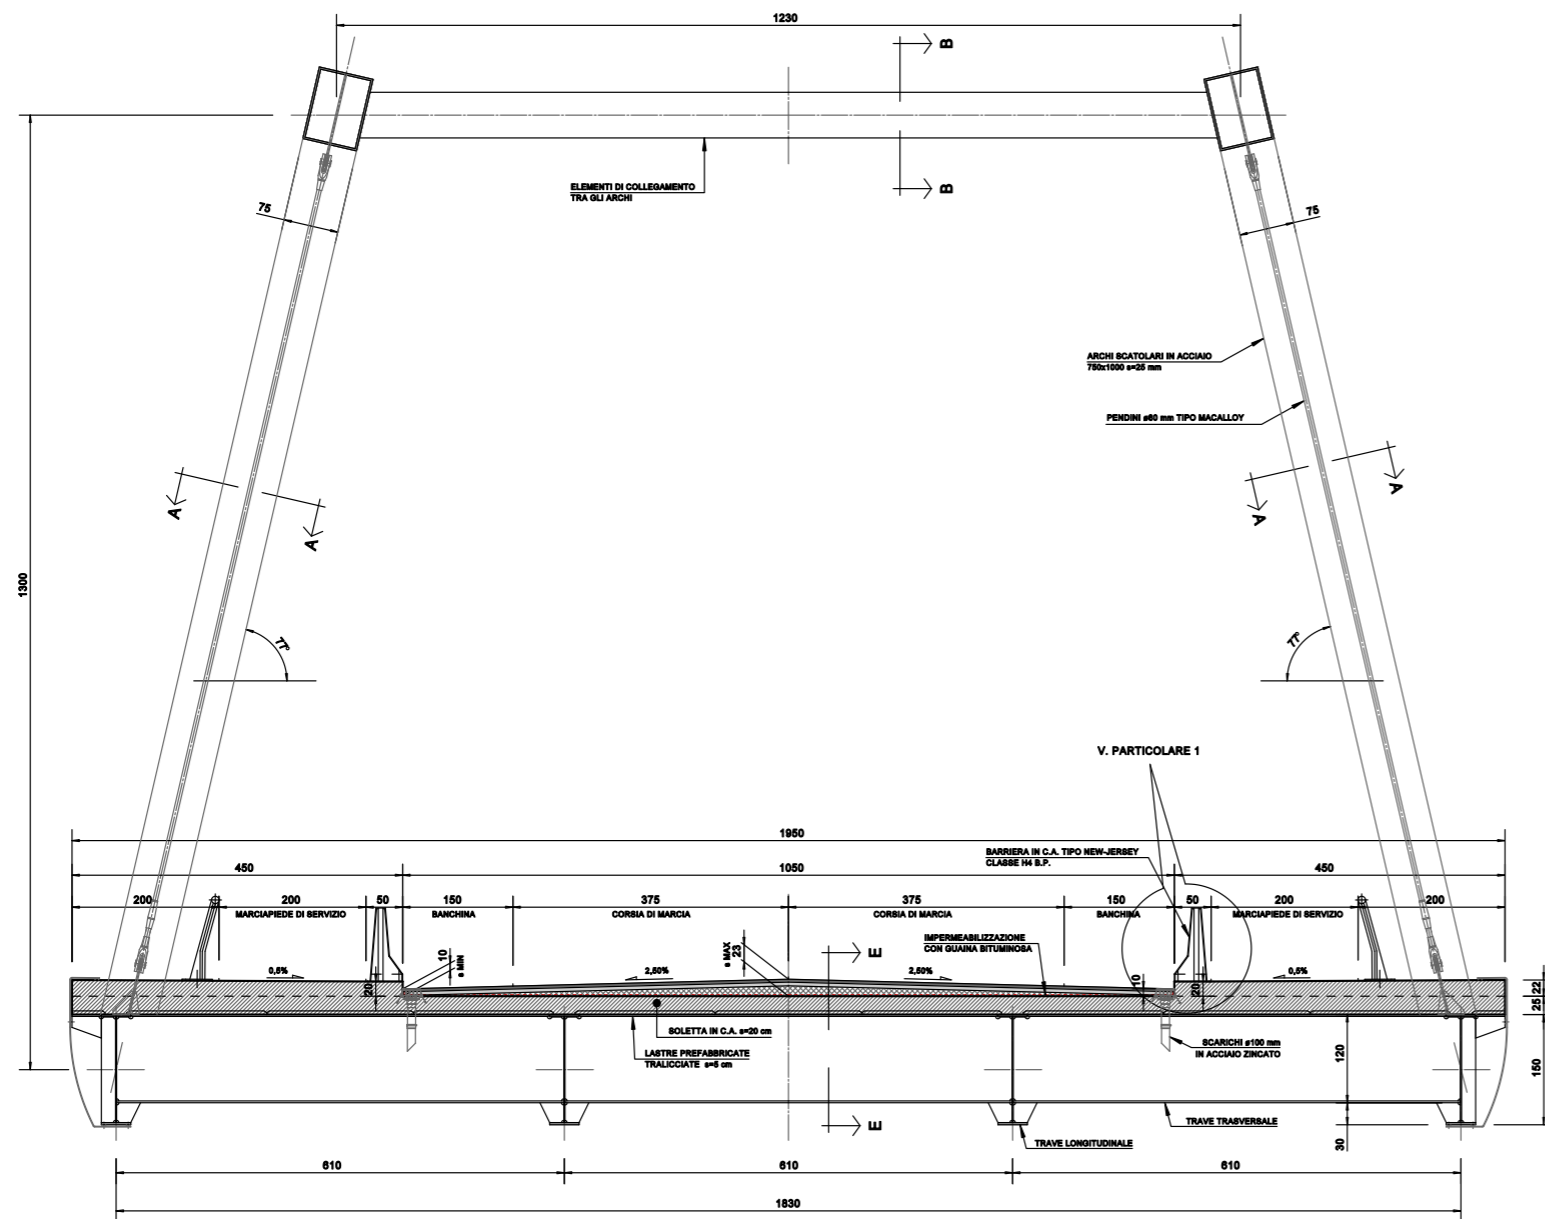 1230
B
B
ELEMENTI DI COLLEGAMENTO
TRA GLI ARCHI
75
75
1300
ARCHI SCATOLARI IN ACCIAIO
750x1000 s=25 mm
PENDINI ø60 mm TIPO MACALLOY
A
A
A
A
77°
77°
V. PARTICOLARE 1
1950
BARRIERA IN C.A. TIPO NEW-JERSEY
CLASSE H4 B.P.
450
1050
450
200
200
50
150
375
375
150
50
200
200
MARCIAPIEDE DI SERVIZIO
BANCHINA
CORSIA DI MARCIA
CORSIA DI MARCIA
BANCHINA
MARCIAPIEDE DI SERVIZIO
IMPERMEABILIZZAZIONE
CON GUAINA BITUMINOSA
10
s MIN
s MAX
23
E
0,5%
2,50%
2,50%
0,5%
20
10
20
22
25
SOLETTA IN C.A. s=20 cm
LASTRE PREFABBRICATE
TRALICCIATE s=5 cm
SCARICHI ø100 mm
IN ACCIAIO ZINCATO
120
150
E
TRAVE TRASVERSALE
TRAVE LONGITUDINALE
30
610
610
610
1830